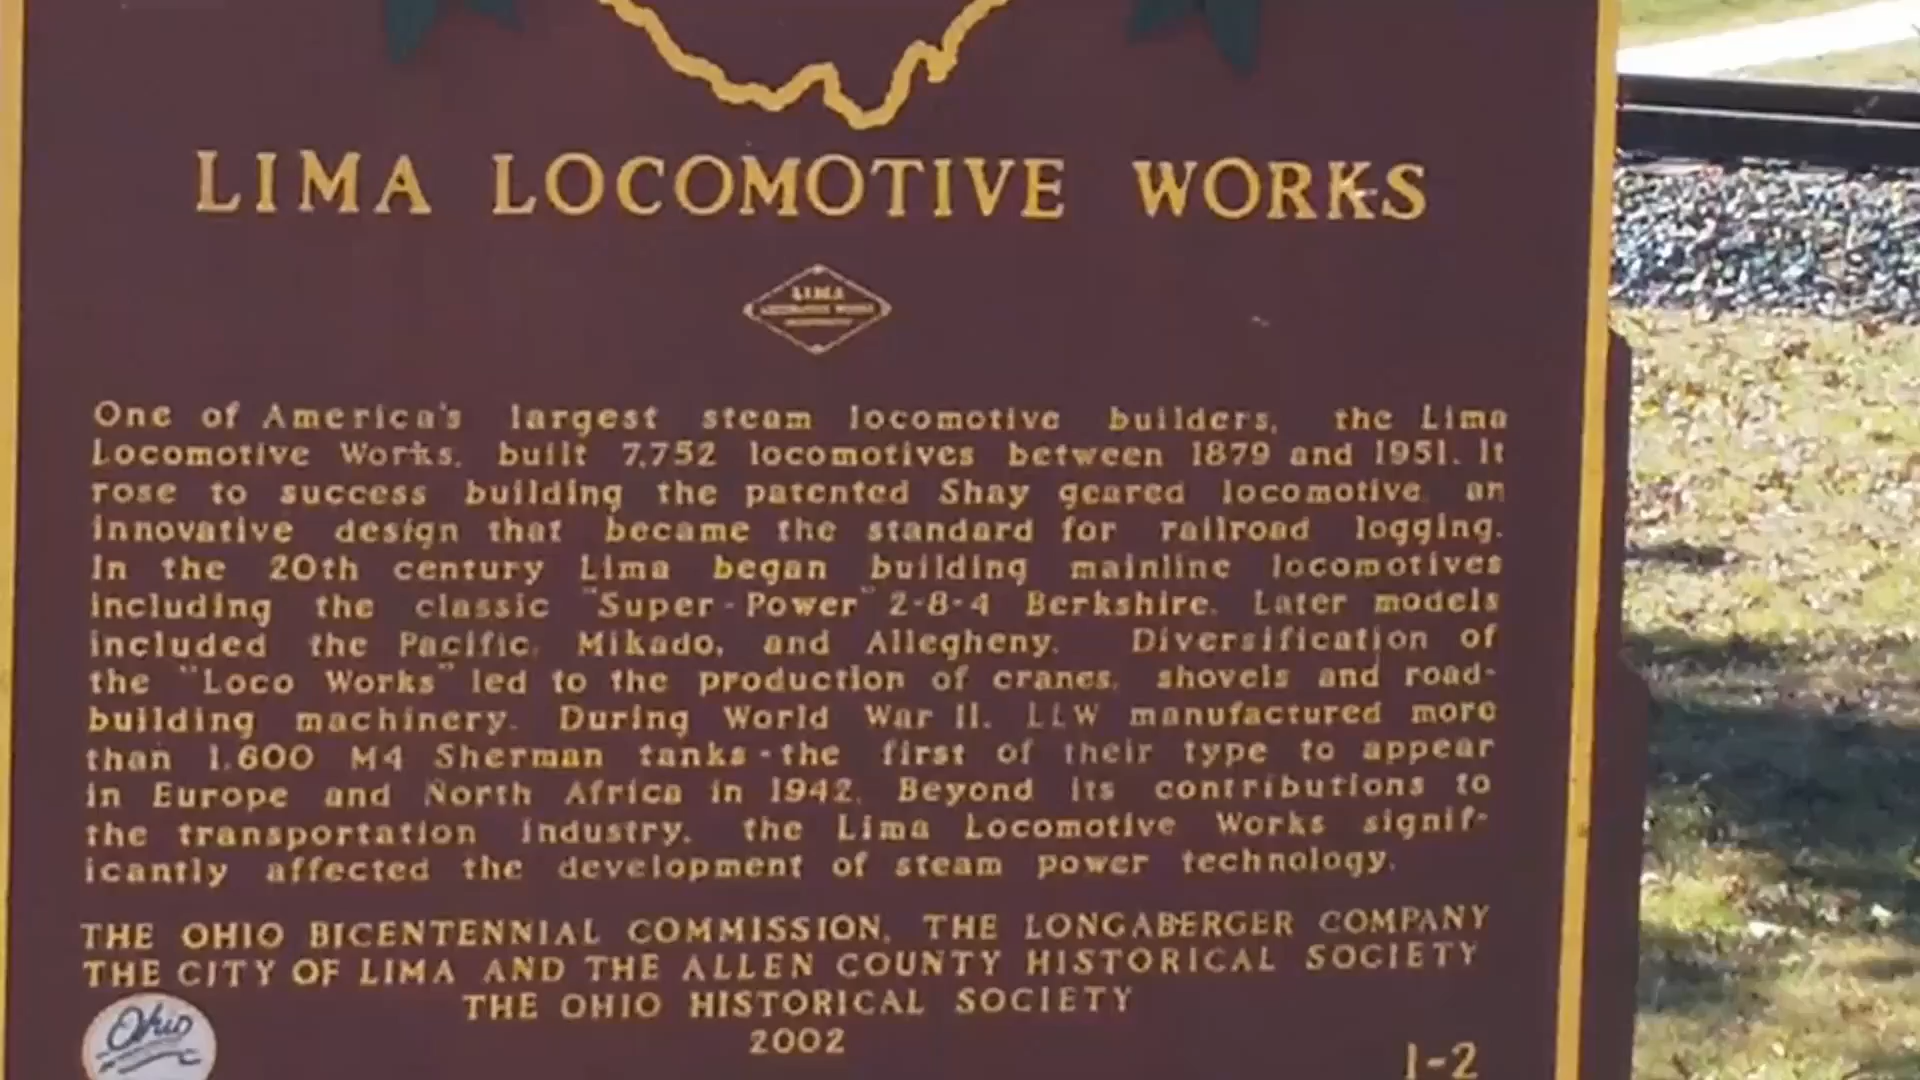 LIMA LOCOMOTIVE WORKS
LIMA
One of America's largest steam locomotive builders, the Lima
Locomotive Works, built 7,752 locomotives between 1879 and 1951. It
rose to success building the patented Shay geared locomotive, an
innovative design that became the standard for railroad logging.
In the 20th century Lima began building mainline locomotives
including the classic "Super-Power" 2-8-4 Berkshire. Later models
included the Pacific, Mikado, and Allegheny. Diversification of
the "Loco Works" led to the production of cranes, shovels and road-
building machinery. During World War II, LLW manufactured more
than 1,600 M4 Sherman tanks-the first of their type to appear
in Europe and North Africa in 1942. Beyond its contributions to
the transportation industry, the Lima Locomotive Works signif-
icantly affected the development of steam power technology.
THE OHIO BICENTENNIAL COMMISSION, THE LONGABERGER COMPANY
THE CITY OF LIMA AND THE ALLEN COUNTY HISTORICAL SOCIETY
THE OHIO HISTORICAL SOCIETY
2002
Ohio
1-2